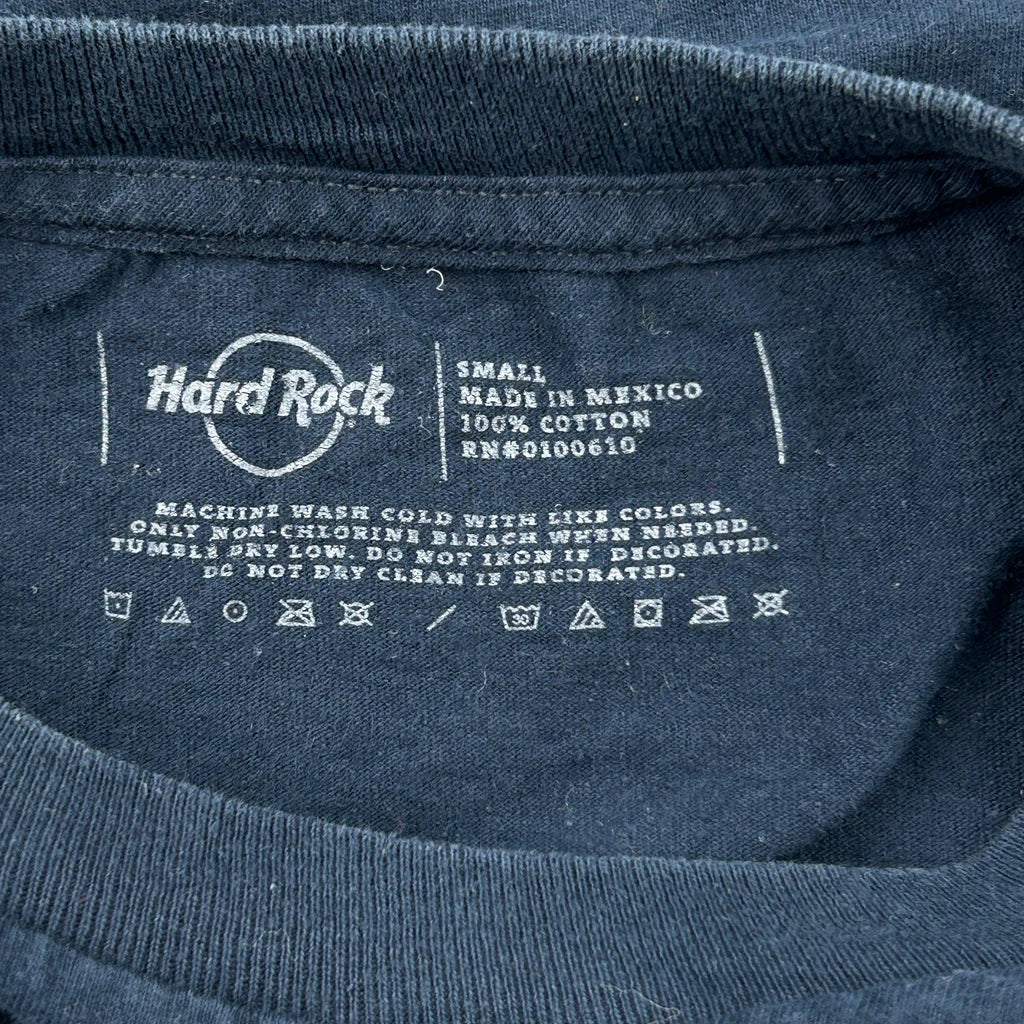 Hard Rock
SMALL
MADE IN MEXICO
100% COTTON
RN#0100610
MACHINE WASH COLD WITH LIKE COLORS.
ONLY NON-CHLORINE BLEACH WHEN NEEDED.
TUMBLE DRY LOW. DO NOT IRON IF DECORATED.
DO NOT DRY CLEAN IF DECORATED.
30